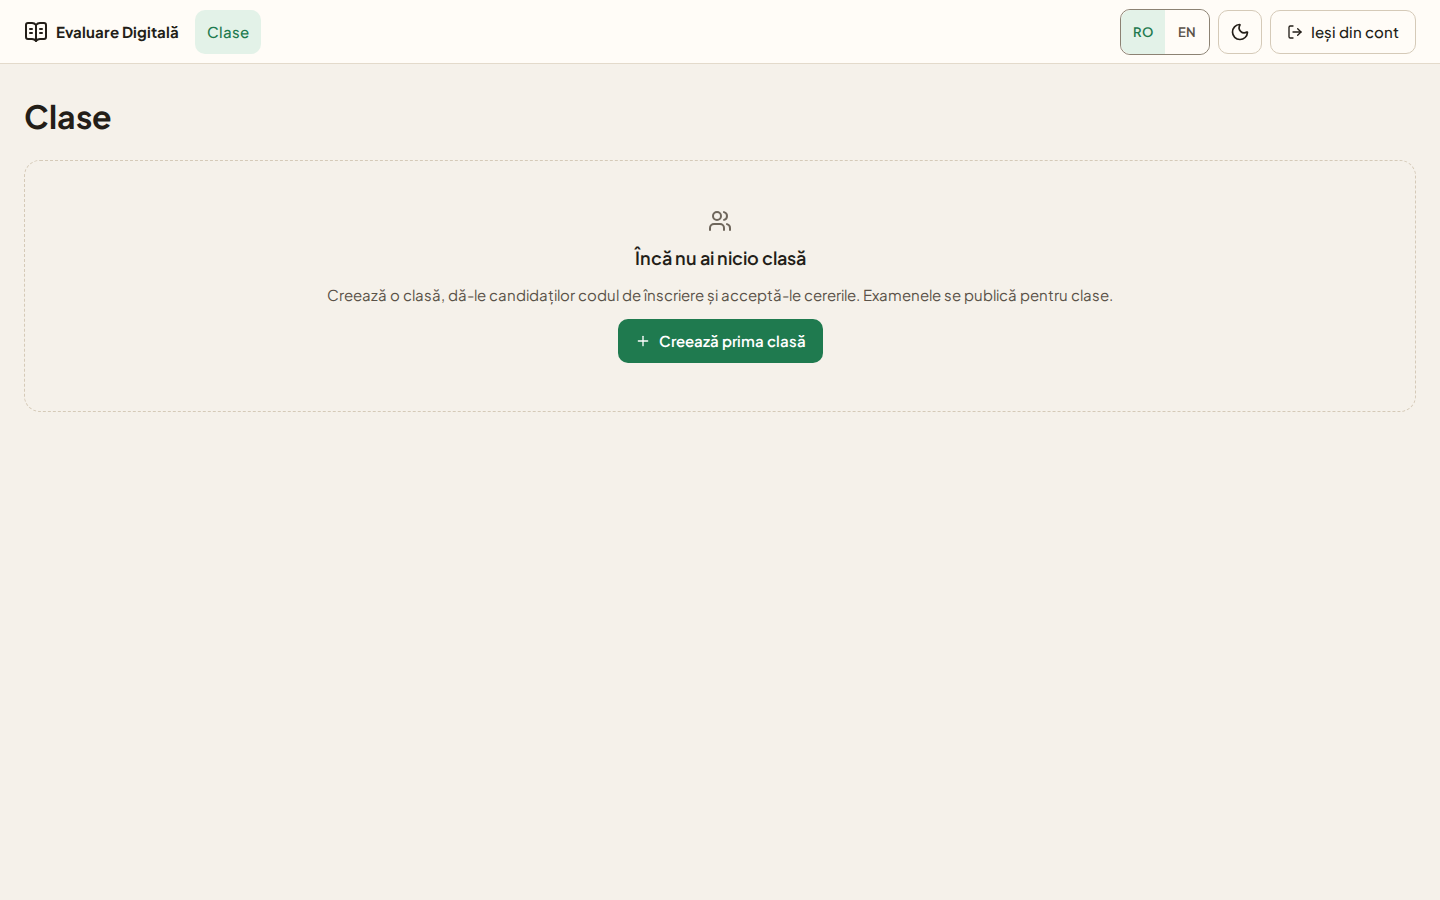 Evaluare Digitală
Clase
RO
EN
Ieși din cont
Clase
Încă nu ai nicio clasă
Creează o clasă, dă-le candidaților codul de înscriere și acceptă-le cererile. Examenele se publică pentru clase.
Creează prima clasă